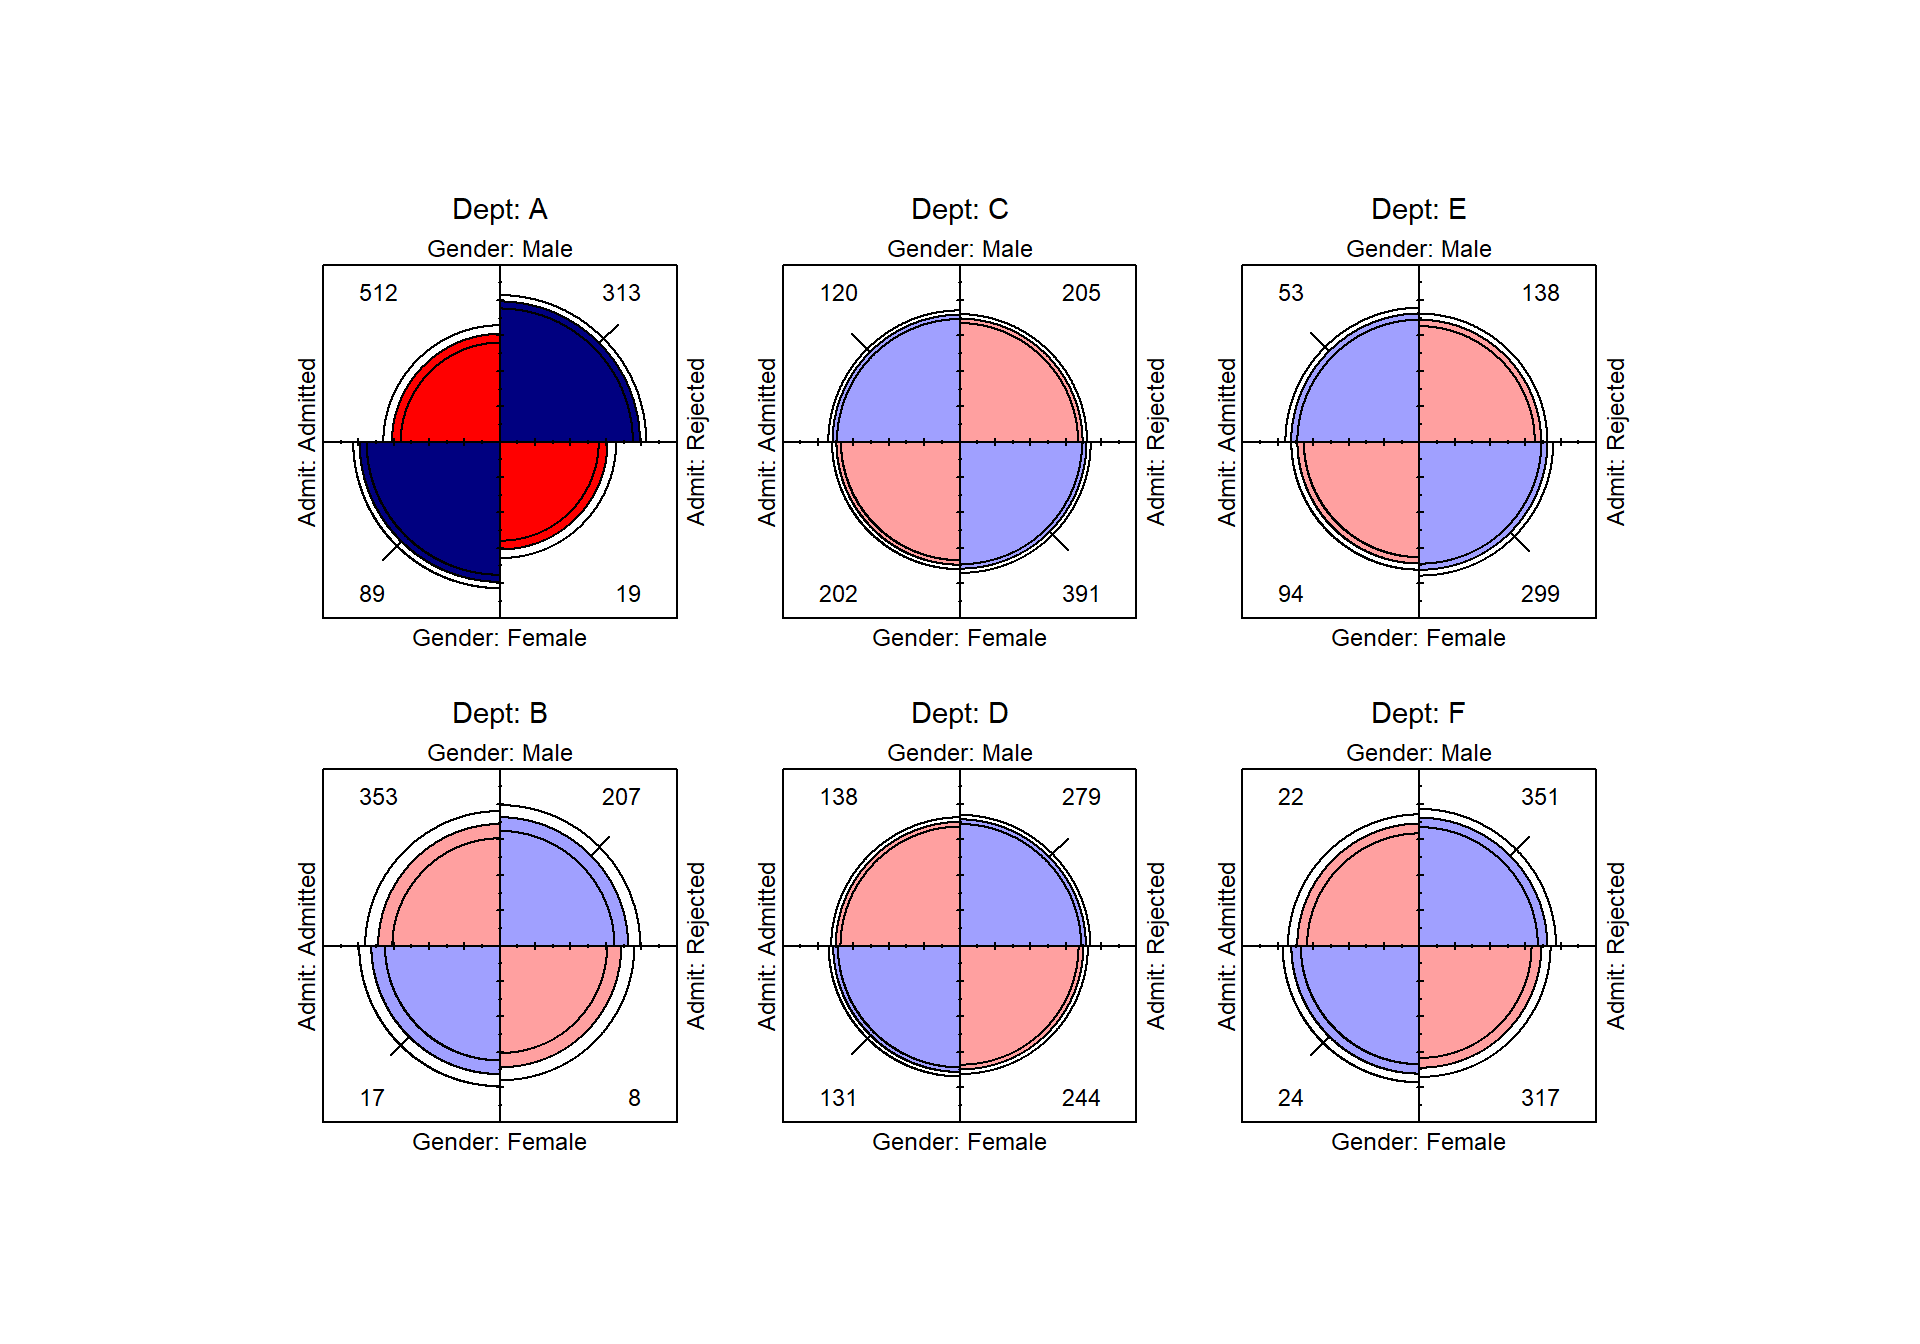 Dept: A
Gender: Male
512
313
Admit: Admitted
Admit: Rejected
89
19
Gender: Female
Dept: C
Gender: Male
120
205
Admit: Admitted
Admit: Rejected
202
391
Gender: Female
Dept: E
Gender: Male
53
138
Admit: Admitted
Admit: Rejected
94
299
Gender: Female
Dept: B
Gender: Male
353
207
Admit: Admitted
Admit: Rejected
17
8
Gender: Female
Dept: D
Gender: Male
138
279
Admit: Admitted
Admit: Rejected
131
244
Gender: Female
Dept: F
Gender: Male
22
351
Admit: Admitted
Admit: Rejected
24
317
Gender: Female